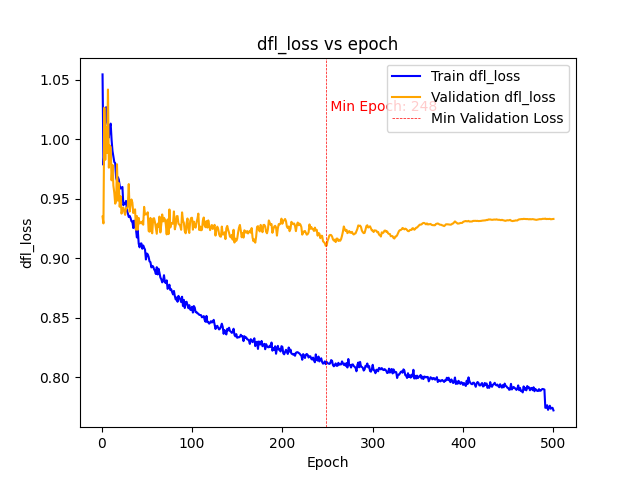 dfl_loss vs epoch
Train dfl_loss
Validation dfl_loss
Min Validation Loss
Min Epoch: 248
1.05
1.00
0.95
0.90
0.85
0.80
dfl_loss
0
100
200
300
400
500
Epoch